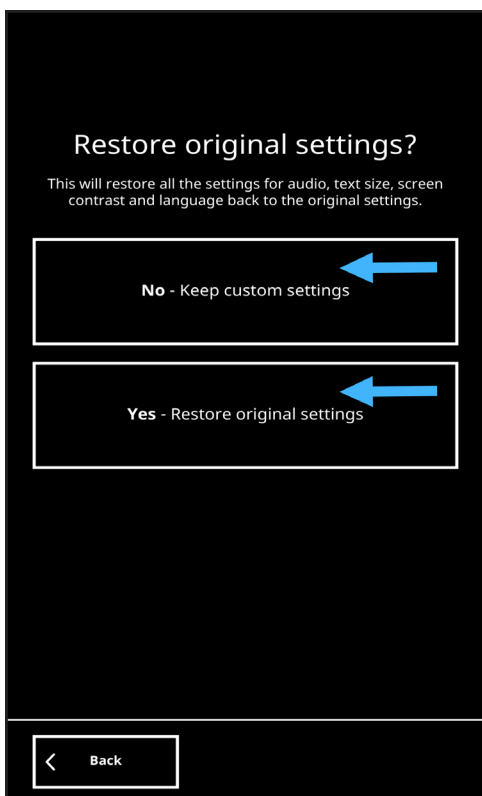 Restore original settings?
This will restore all the settings for audio, text size, screen
contrast and language back to the original settings.
No - Keep custom settings
Yes - Restore original settings
Back